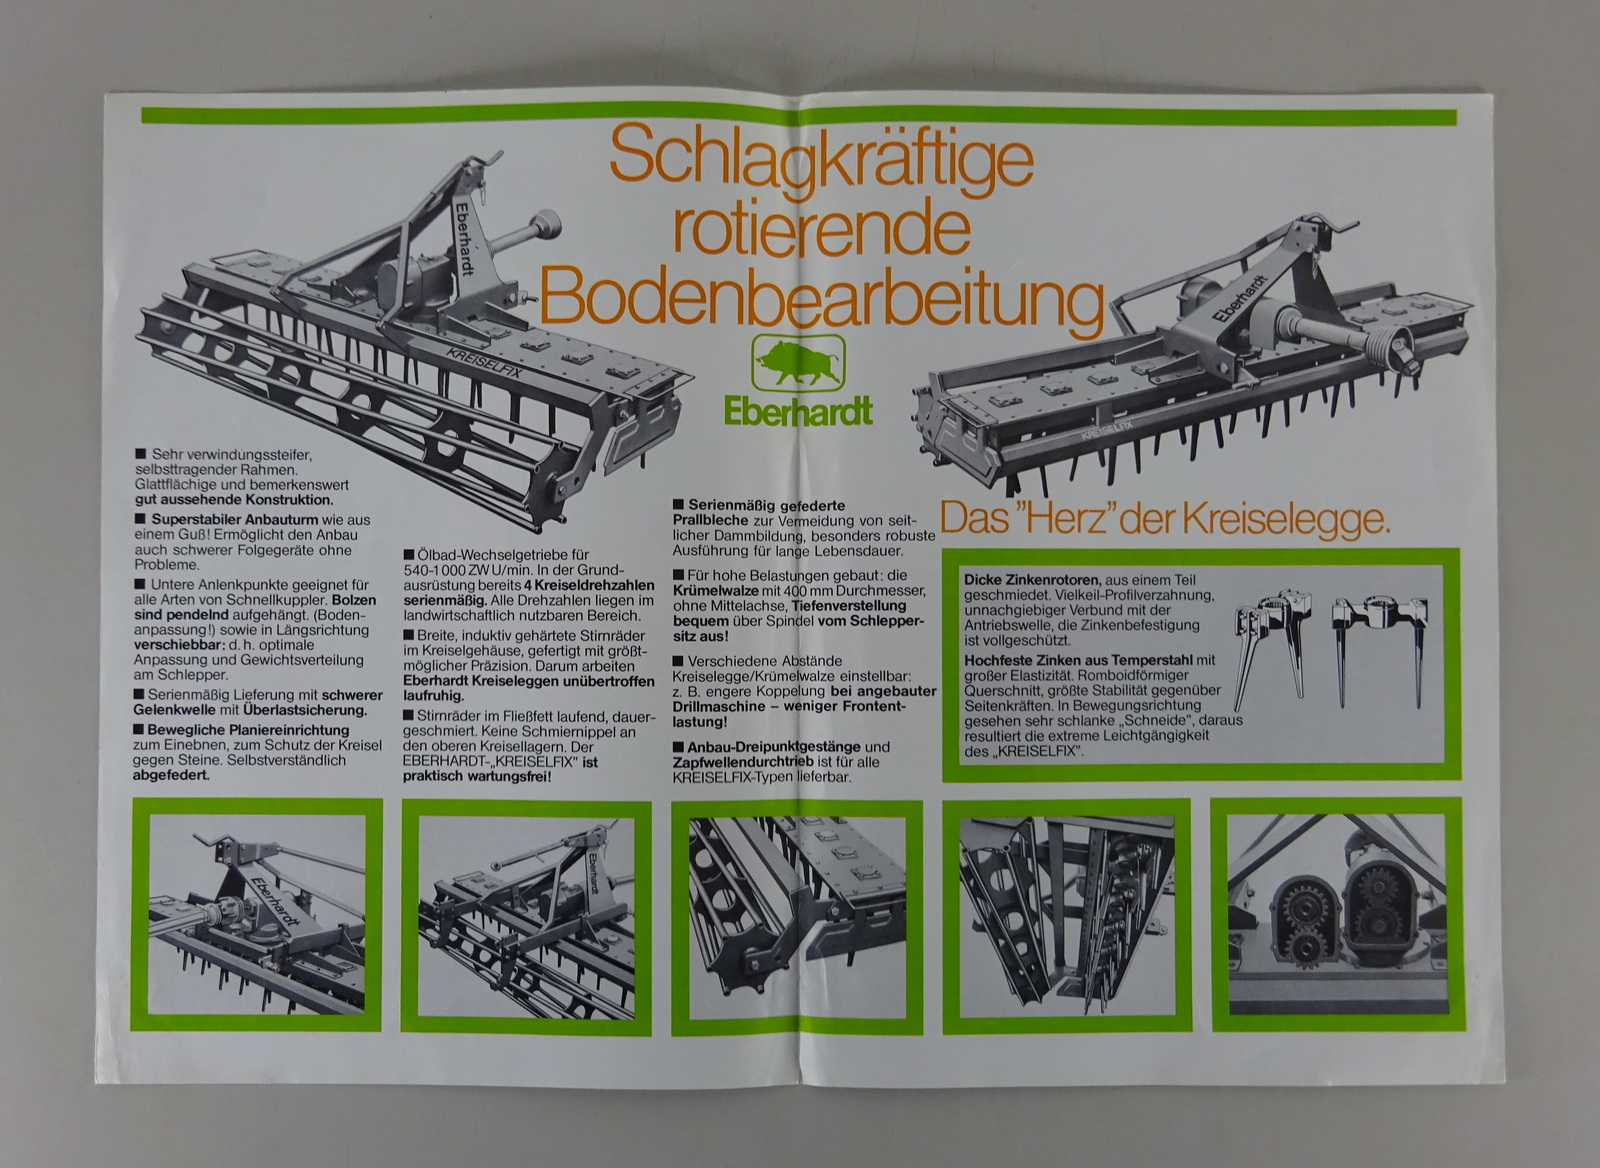 Schlagkräftige
rotierende
Bodenbearbeitung
Eberhardt
Eberhardt
KREISELFIX
Eberhardt
KREISELFIX
■ Sehr verwindungssteifer,
selbsttragender Rahmen.
Glattflächige und bemerkenswert
gut aussehende Konstruktion.
■ Superstabiler Anbauturm wie aus
einem Guß! Ermöglicht den Anbau
auch schwerer Folgegeräte ohne
Probleme.
■ Untere Anlenkpunkte geeignet für
alle Arten von Schnellkuppler. Bolzen
sind pendelnd aufgehängt. (Boden-
anpassung!) sowie in Längsrichtung
verschiebbar: d. h. optimale
Anpassung und Gewichtsverteilung
am Schlepper.
■ Serienmäßig Lieferung mit schwerer
Gelenkwelle mit Überlastsicherung.
■ Bewegliche Planiereinrichtung
zum Einebnen, zum Schutz der Kreisel
gegen Steine. Selbstverständlich
abgefedert.
■ Ölbad-Wechselgetriebe für
540-1000 ZW U/min. In der Grund-
ausrüstung bereits 4 Kreiseldrehzahlen
serienmäßig. Alle Drehzahlen liegen im
landwirtschaftlich nutzbaren Bereich.
■ Breite, induktiv gehärtete Stirnräder
im Kreiselgehäuse, gefertigt mit größt-
möglicher Präzision. Darum arbeiten
Eberhardt Kreiseleggen unübertroffen
laufruhig.
■ Stirnräder im Fließfett laufend, dauer-
geschmiert. Keine Schmiernippel an
den oberen Kreisellagern. Der
EBERHARDT-„KREISELFIX" ist
praktisch wartungsfrei!
■ Serienmäßig gefederte
Prallbleche zur Vermeidung von seit-
licher Dammbildung, besonders robuste
Ausführung für lange Lebensdauer.
■ Für hohe Belastungen gebaut: die
Krümelwalze mit 400 mm Durchmesser,
ohne Mittelachse, Tiefenverstellung
bequem über Spindel vom Schlepper-
sitz aus!
■ Verschiedene Abstände
Kreiselegge/Krümelwalze einstellbar:
z. B. engere Koppelung bei angebauter
Drillmaschine – weniger Frontent-
lastung!
■ Anbau-Dreipunktgestänge und
Zapfwellendurchtrieb ist für alle
KREISELFIX-Typen lieferbar.
Das "Herz" der Kreiselegge.
Dicke Zinkenrotoren, aus einem Teil
geschmiedet. Vielkeil-Profilverzahnung,
unnachgiebiger Verbund mit der
Antriebswelle, die Zinkenbefestigung
ist vollgeschützt.
Hochfeste Zinken aus Temperstahl mit
großer Elastizität. Romboidförmiger
Querschnitt, größte Stabilität gegenüber
Seitenkräften. In Bewegungsrichtung
gesehen sehr schlanke „Schneide", daraus
resultiert die extreme Leichtgängigkeit
des „KREISELFIX".
Eberhardt
Eberhardt